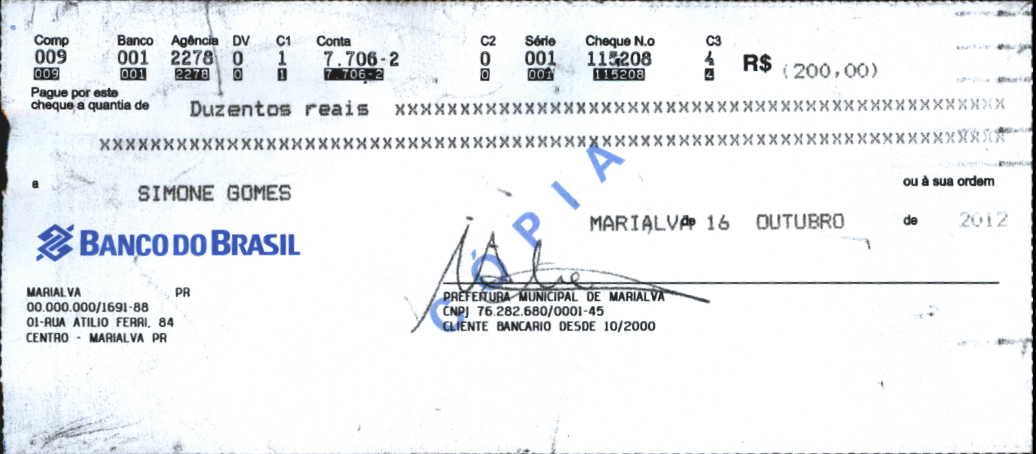 Comp Banco Agência DV C1 Conta C2 Série Cheque N.o C3
009 001 2278 0 1 7.706-2 0 001 115208 4 R$ (200,00)
009 001 2278 0 1 7.706-2 0 001 115208 4
Pague por este
cheque a quantia de Duzentos reais xxxxxxxxxxxxxxxxxxxxxxxxxxxxxxxxxxxxxxxxxxxxxxxx
xxxxxxxxxxxxxxxxxxxxxxxxxxxxxxxxxxxxxxxxxxxxxxxxxxxxxxxxxxxxxxxxxxxxxxx
a SIMONE GOMES ou à sua ordem
MARIALVA 16 OUTUBRO de 2012
CÓPIA
BANCO DO BRASIL
MARIALVA PR
00.000.000/1691-88
01-RUA ATILIO FERRI, 84
CENTRO - MARIALVA PR
PREFEITURA MUNICIPAL DE MARIALVA
CNPJ 76.282.680/0001-45
CLIENTE BANCARIO DESDE 10/2000